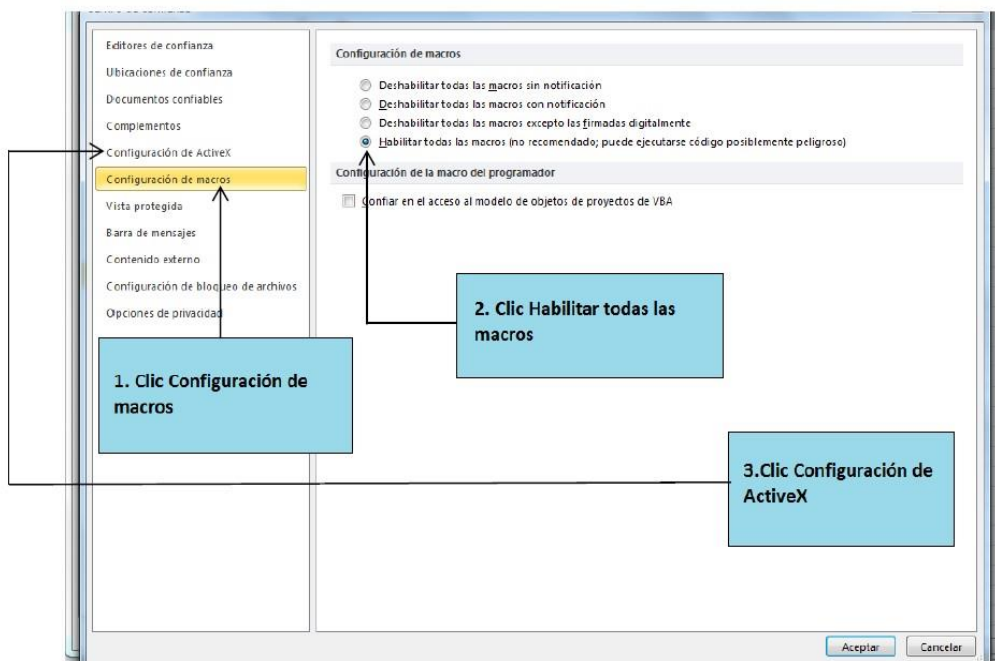 Editores de confianza
Ubicaciones de confianza
Documentos confiables
Complementos
Configuración de ActiveX
Configuración de macros
Vista protegida
Barra de mensajes
Contenido externo
Configuración de bloqueo de archivos
Opciones de privacidad
Configuración de macros
Deshabilitar todas las macros sin notificación
Deshabilitar todas las macros con notificación
Deshabilitar todas las macros excepto las firmadas digitalmente
Habilitar todas las macros (no recomendado; puede ejecutarse código posiblemente peligroso)
Configuración de la macro del programador
Confiar en el acceso al modelo de objetos de proyectos de VBA
1. Clic Configuración de
macros
2. Clic Habilitar todas las
macros
3.Clic Configuración de
ActiveX
Aceptar
Cancelar